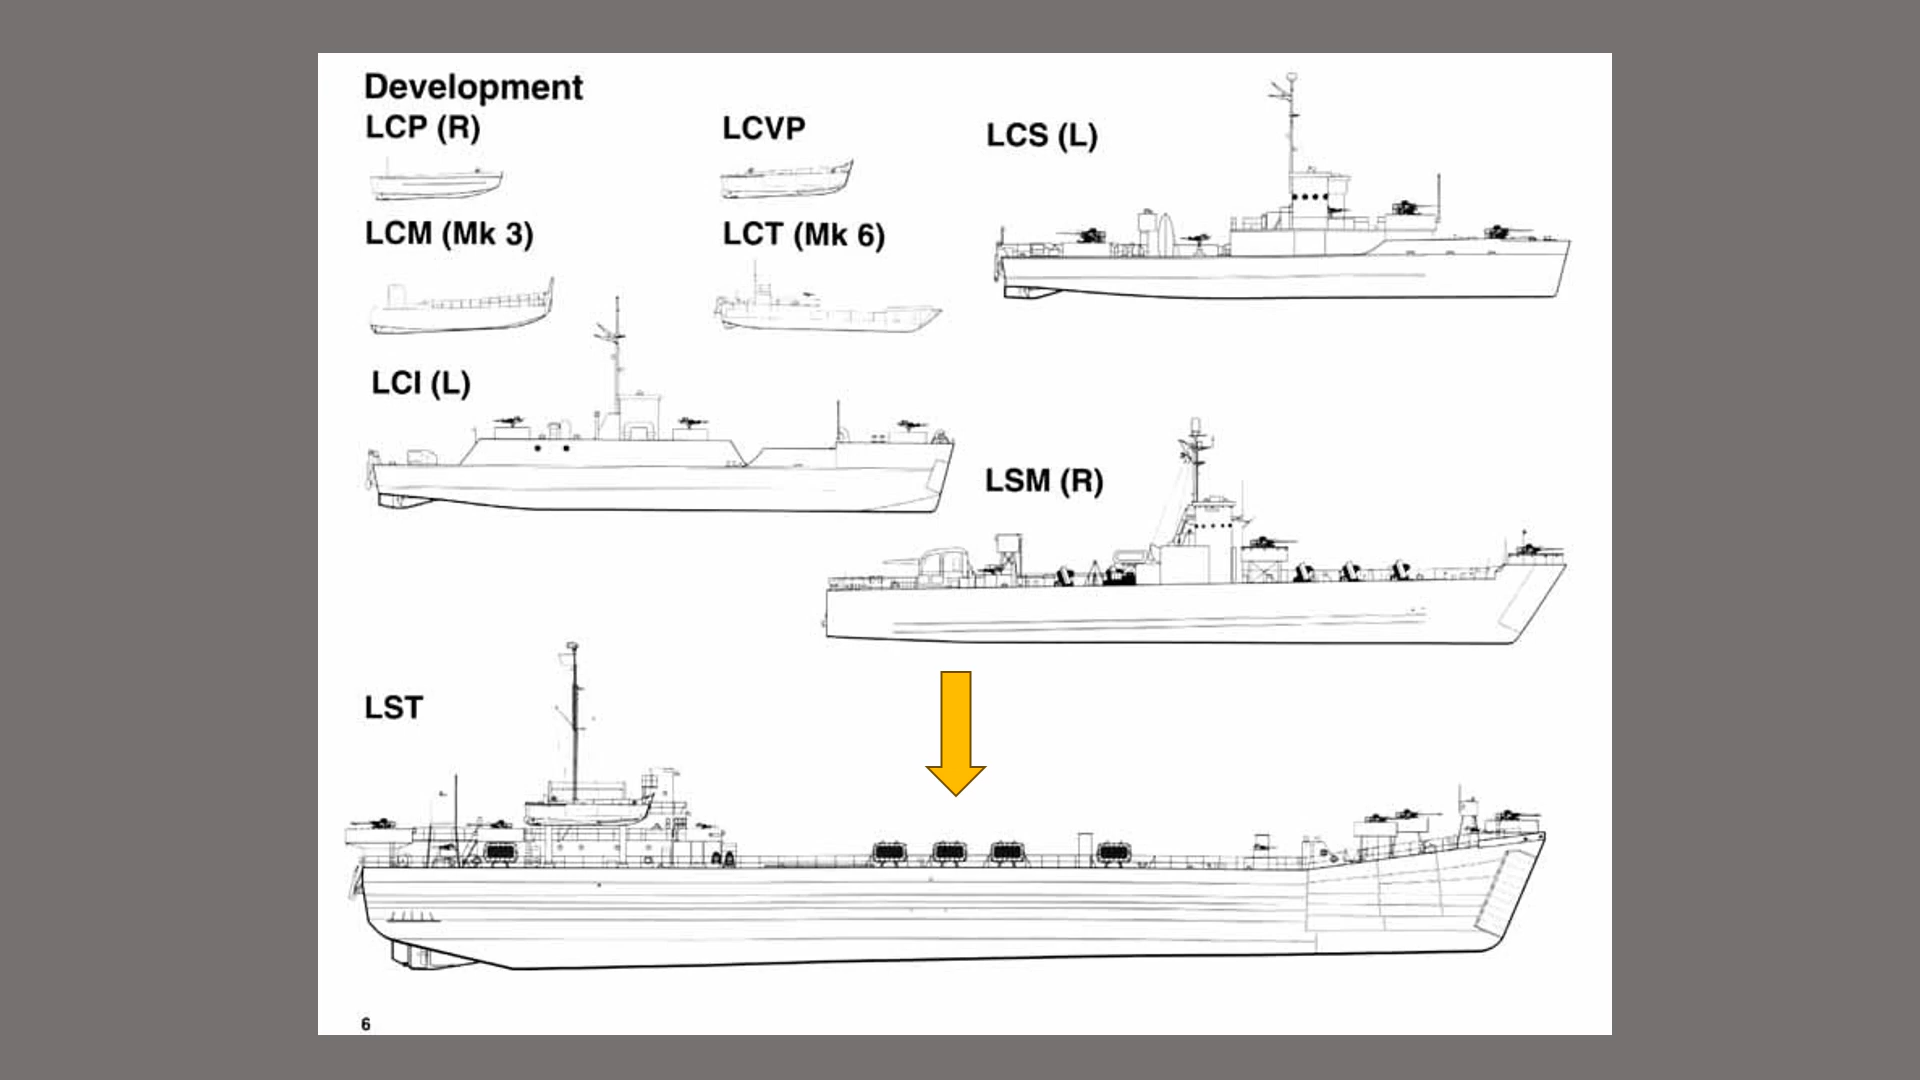 Development
LCP (R)
LCVP
LCS (L)
LCM (Mk 3)
LCT (Mk 6)
LCI (L)
LSM (R)
LST
6